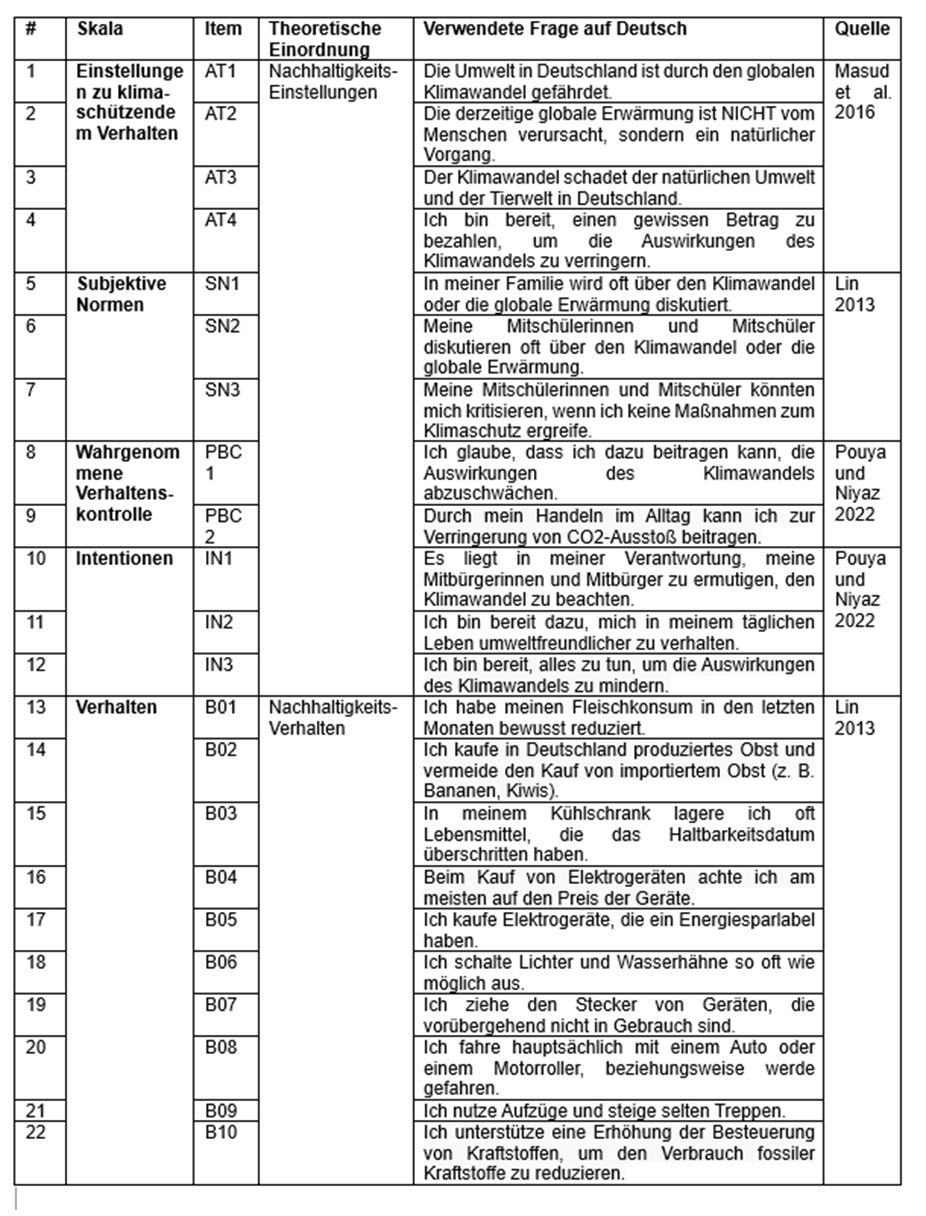 # Skala Item Theoretische Einordnung Verwendete Frage auf Deutsch Quelle
1 Einstellunge AT1 Nachhaltigkeits- Die Umwelt in Deutschland ist durch den globalen Masud
n zu klima- Einstellungen Klimawandel gefährdet. et al.
2 schützende AT2 Die derzeitige globale Erwärmung ist NICHT vom 2016
m Verhalten Menschen verursacht, sondern ein natürlicher
Vorgang.
3 AT3 Der Klimawandel schadet der natürlichen Umwelt
und der Tierwelt in Deutschland.
4 AT4 Ich bin bereit, einen gewissen Betrag zu
bezahlen, um die Auswirkungen des
Klimawandels zu verringern.
5 Subjektive SN1 In meiner Familie wird oft über den Klimawandel Lin
Normen oder die globale Erwärmung diskutiert. 2013
6 SN2 Meine Mitschülerinnen und Mitschüler
diskutieren oft über den Klimawandel oder die
globale Erwärmung.
7 SN3 Meine Mitschülerinnen und Mitschüler könnten
mich kritisieren, wenn ich keine Maßnahmen zum
Klimaschutz ergreife.
8 Wahrgenom PBC Ich glaube, dass ich dazu beitragen kann, die Pouya
mmene 1 Auswirkungen des Klimawandels und
Verhaltens- abzuschwächen. Niyaz
9 kontrolle PBC Durch mein Handeln im Alltag kann ich zur 2022
2 Verringerung von CO2-Ausstoß beitragen.
10 Intentionen IN1 Es liegt in meiner Verantwortung, meine Pouya
Mitbürgerinnen und Mitbürger zu ermutigen, den und
Klimawandel zu beachten. Niyaz
11 IN2 Ich bin bereit dazu, mich in meinem täglichen 2022
Leben umweltfreundlicher zu verhalten.
12 IN3 Ich bin bereit, alles zu tun, um die Auswirkungen
des Klimawandels zu mindern.
13 Verhalten B01 Nachhaltigkeits- Ich habe meinen Fleischkonsum in den letzten Lin
Verhalten Monaten bewusst reduziert. 2013
14 B02 Ich kaufe in Deutschland produziertes Obst und
vermeide den Kauf von importiertem Obst (z. B.
Bananen, Kiwis).
15 B03 In meinem Kühlschrank lagere ich oft
Lebensmittel, die das Haltbarkeitsdatum
überschritten haben.
16 B04 Beim Kauf von Elektrogeräten achte ich am
meisten auf den Preis der Geräte.
17 B05 Ich kaufe Elektrogeräte, die ein Energiesparlabel
haben.
18 B06 Ich schalte Lichter und Wasserhähne so oft wie
möglich aus.
19 B07 Ich ziehe den Stecker von Geräten, die
vorübergehend nicht in Gebrauch sind.
20 B08 Ich fahre hauptsächlich mit einem Auto oder
einem Motorroller, beziehungsweise werde
gefahren.
21 B09 Ich nutze Aufzüge und steige selten Treppen.
22 B10 Ich unterstütze eine Erhöhung der Besteuerung
von Kraftstoffen, um den Verbrauch fossiler
Kraftstoffe zu reduzieren.